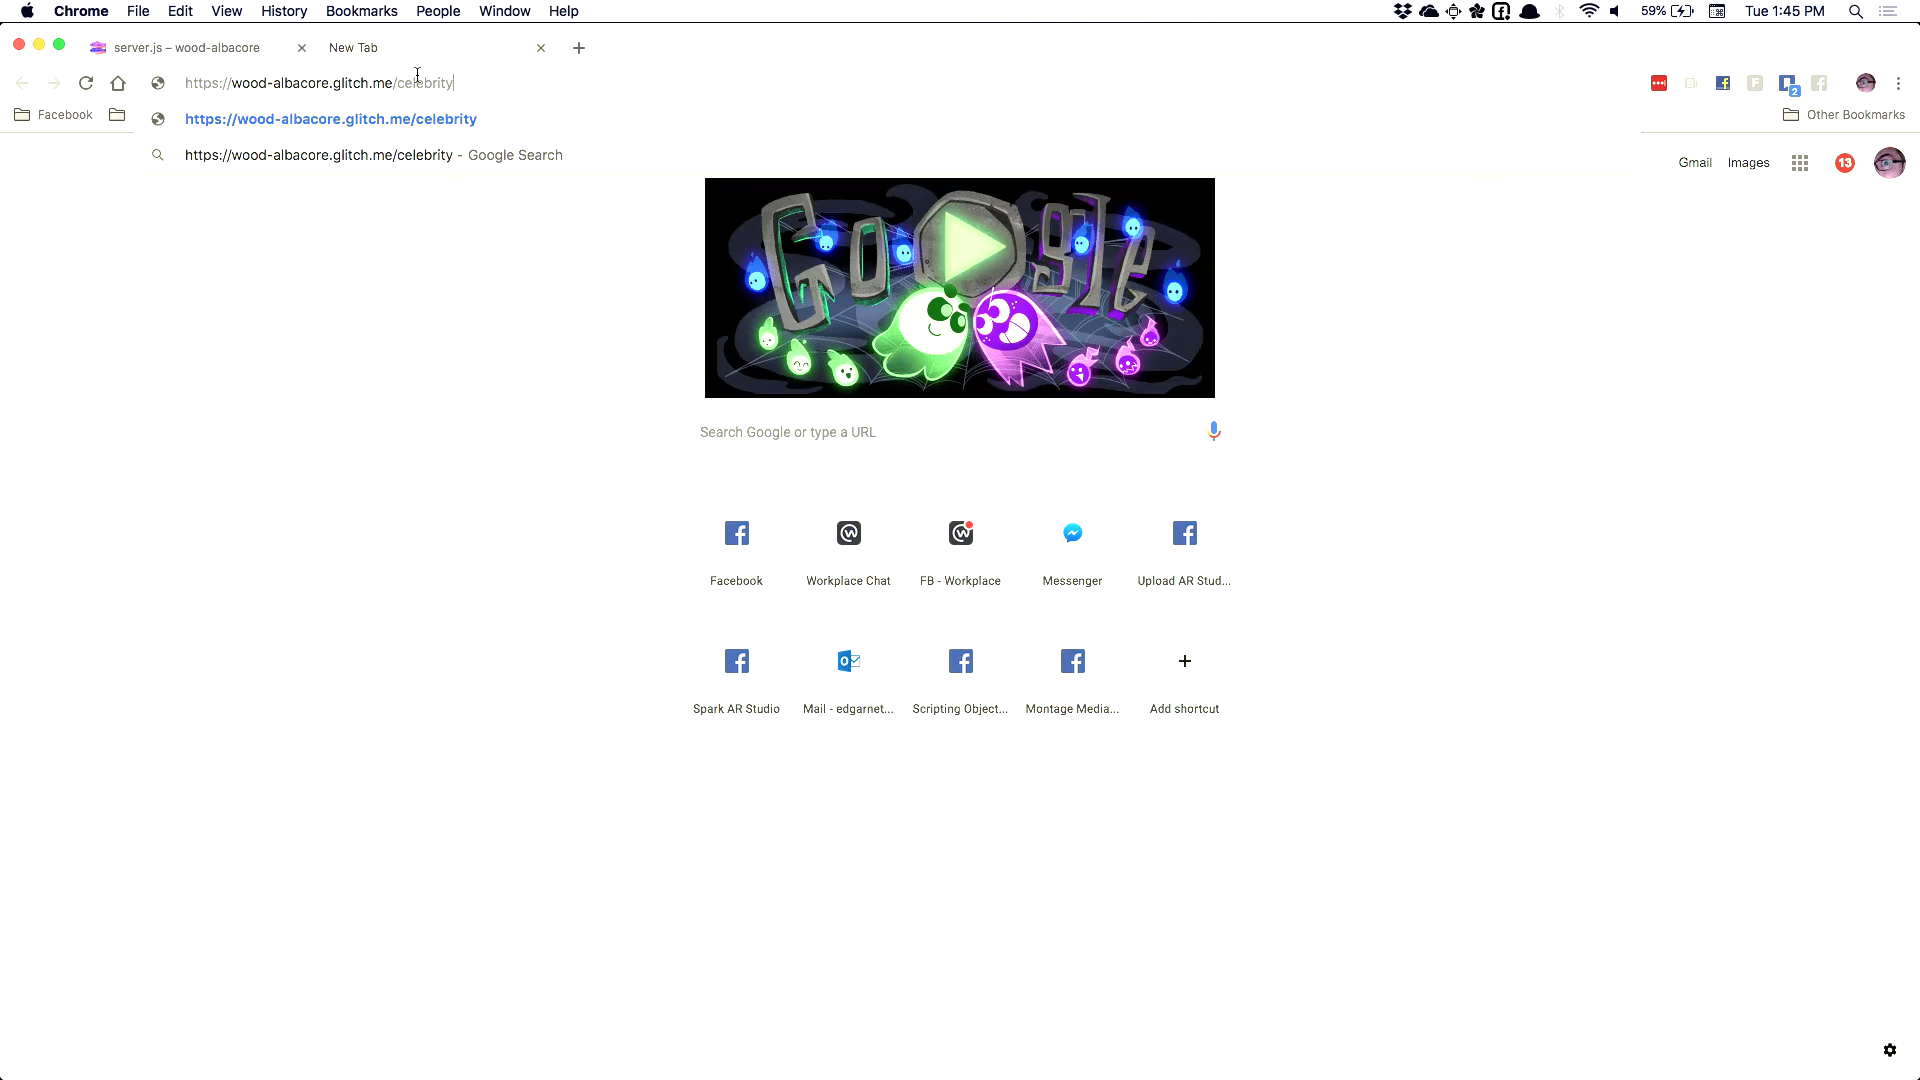 Chrome File Edit View History Bookmarks People Window Help 59% Tue 1:45 PM
server.js – wood-albacore New Tab
https://wood-albacore.glitch.me/celebrity 2
Facebook Other Bookmarks
https://wood-albacore.glitch.me/celebrity
https://wood-albacore.glitch.me/celebrity - Google Search
Gmail Images 13
Google
Search Google or type a URL
Facebook Workplace Chat FB - Workplace Messenger Upload AR Stud...
Spark AR Studio Mail - edgarnet... Scripting Object... Montage Media... Add shortcut